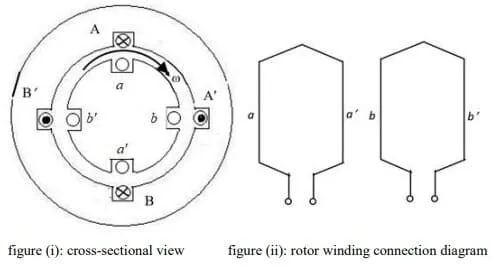 A
a
ω
B′
A′
b′
b
a′
B
a
a′
b
b′
figure (i): cross-sectional view
figure (ii): rotor winding connection diagram